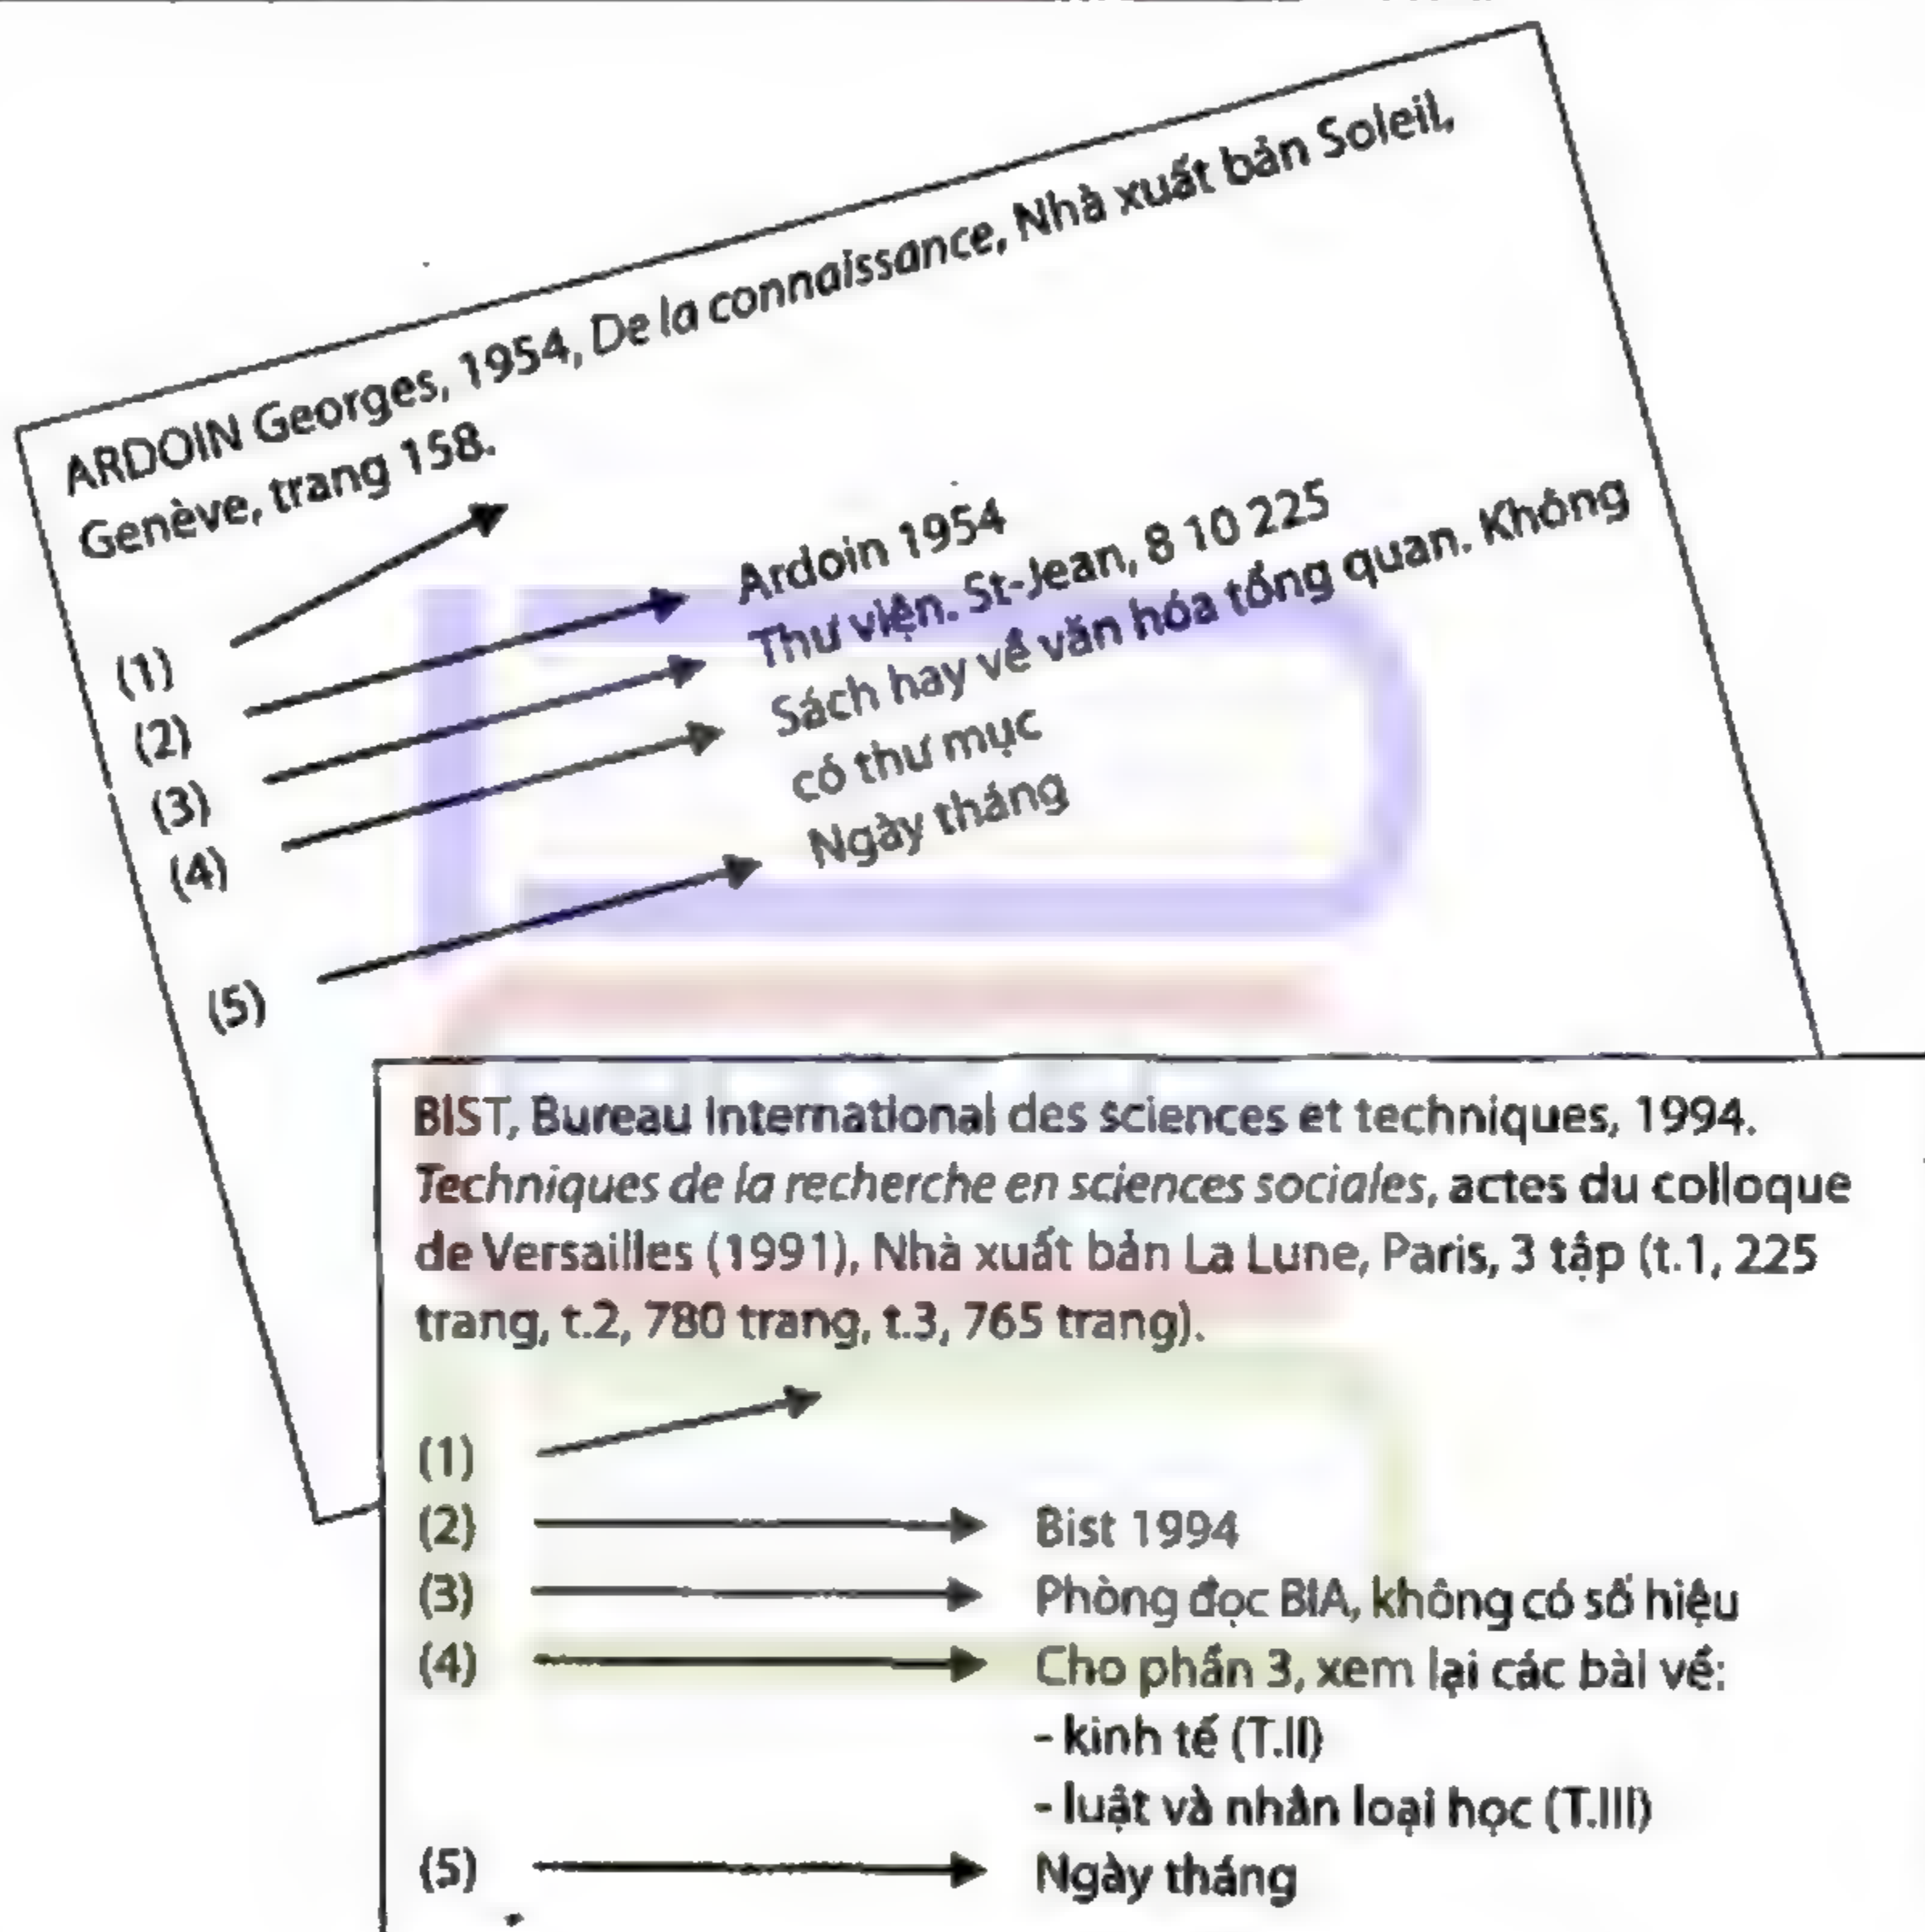 ARDOIN Georges, 1954, De la connaissance, Nhà xuất bản Soleil,
Genève, trang 158.
(1)
(2) Ardoin 1954
(3) Thư viện. St-Jean, 8 10 225
(4) Sách hay về văn hóa tổng quan. Không
có thư mục
(5) Ngày tháng
BIST, Bureau International des sciences et techniques, 1994.
Techniques de la recherche en sciences sociales, actes du colloque
de Versailles (1991), Nhà xuất bản La Lune, Paris, 3 tập (t.1, 225
trang, t.2, 780 trang, t.3, 765 trang).
(1)
(2) Bist 1994
(3) Phòng đọc BIA, không có số hiệu
(4) Cho phần 3, xem lại các bài về:
- kinh tế (T.II)
- luật và nhân loại học (T.III)
(5) Ngày tháng